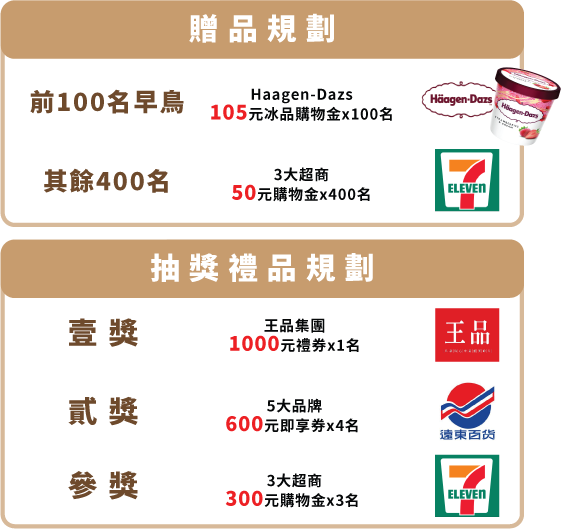 贈品規劃
前100名早鳥
Haagen-Dazs
105元冰品購物金x100名
Häagen-Dazs
Häagen-Dazs
其餘400名
3大超商
50元購物金x400名
7
ELEVEN
抽獎禮品規劃
壹獎
王品集團
1000元禮券x1名
王品
貳獎
5大品牌
600元即享券x4名
遠東百货
參獎
3大超商
300元購物金x3名
7
ELEVEN